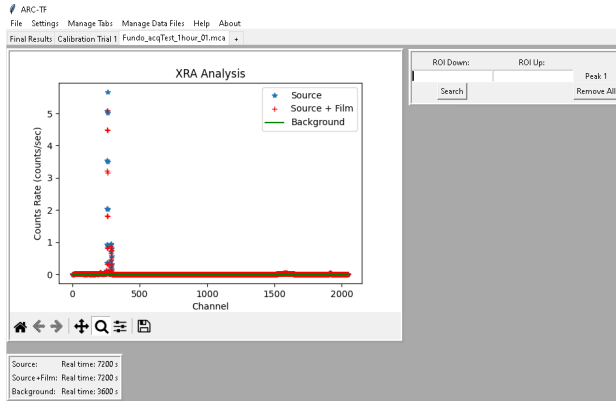 ARC-TF
File Settings Manage Tabs Manage Data Files Help About
Final Results Calibration Trial 1 Fundo_acqTest_1hour_01.mca +
XRA Analysis
Source
Source + Film
Background
Counts Rate (counts/sec)
5
4
3
2
1
0
0 500 1000 1500 2000
Channel
ROI Down: ROI Up:
Peak 1
Search Remove All
Source: Real time: 7200 s
Source+Film: Real time: 7200 s
Background: Real time: 3600 s